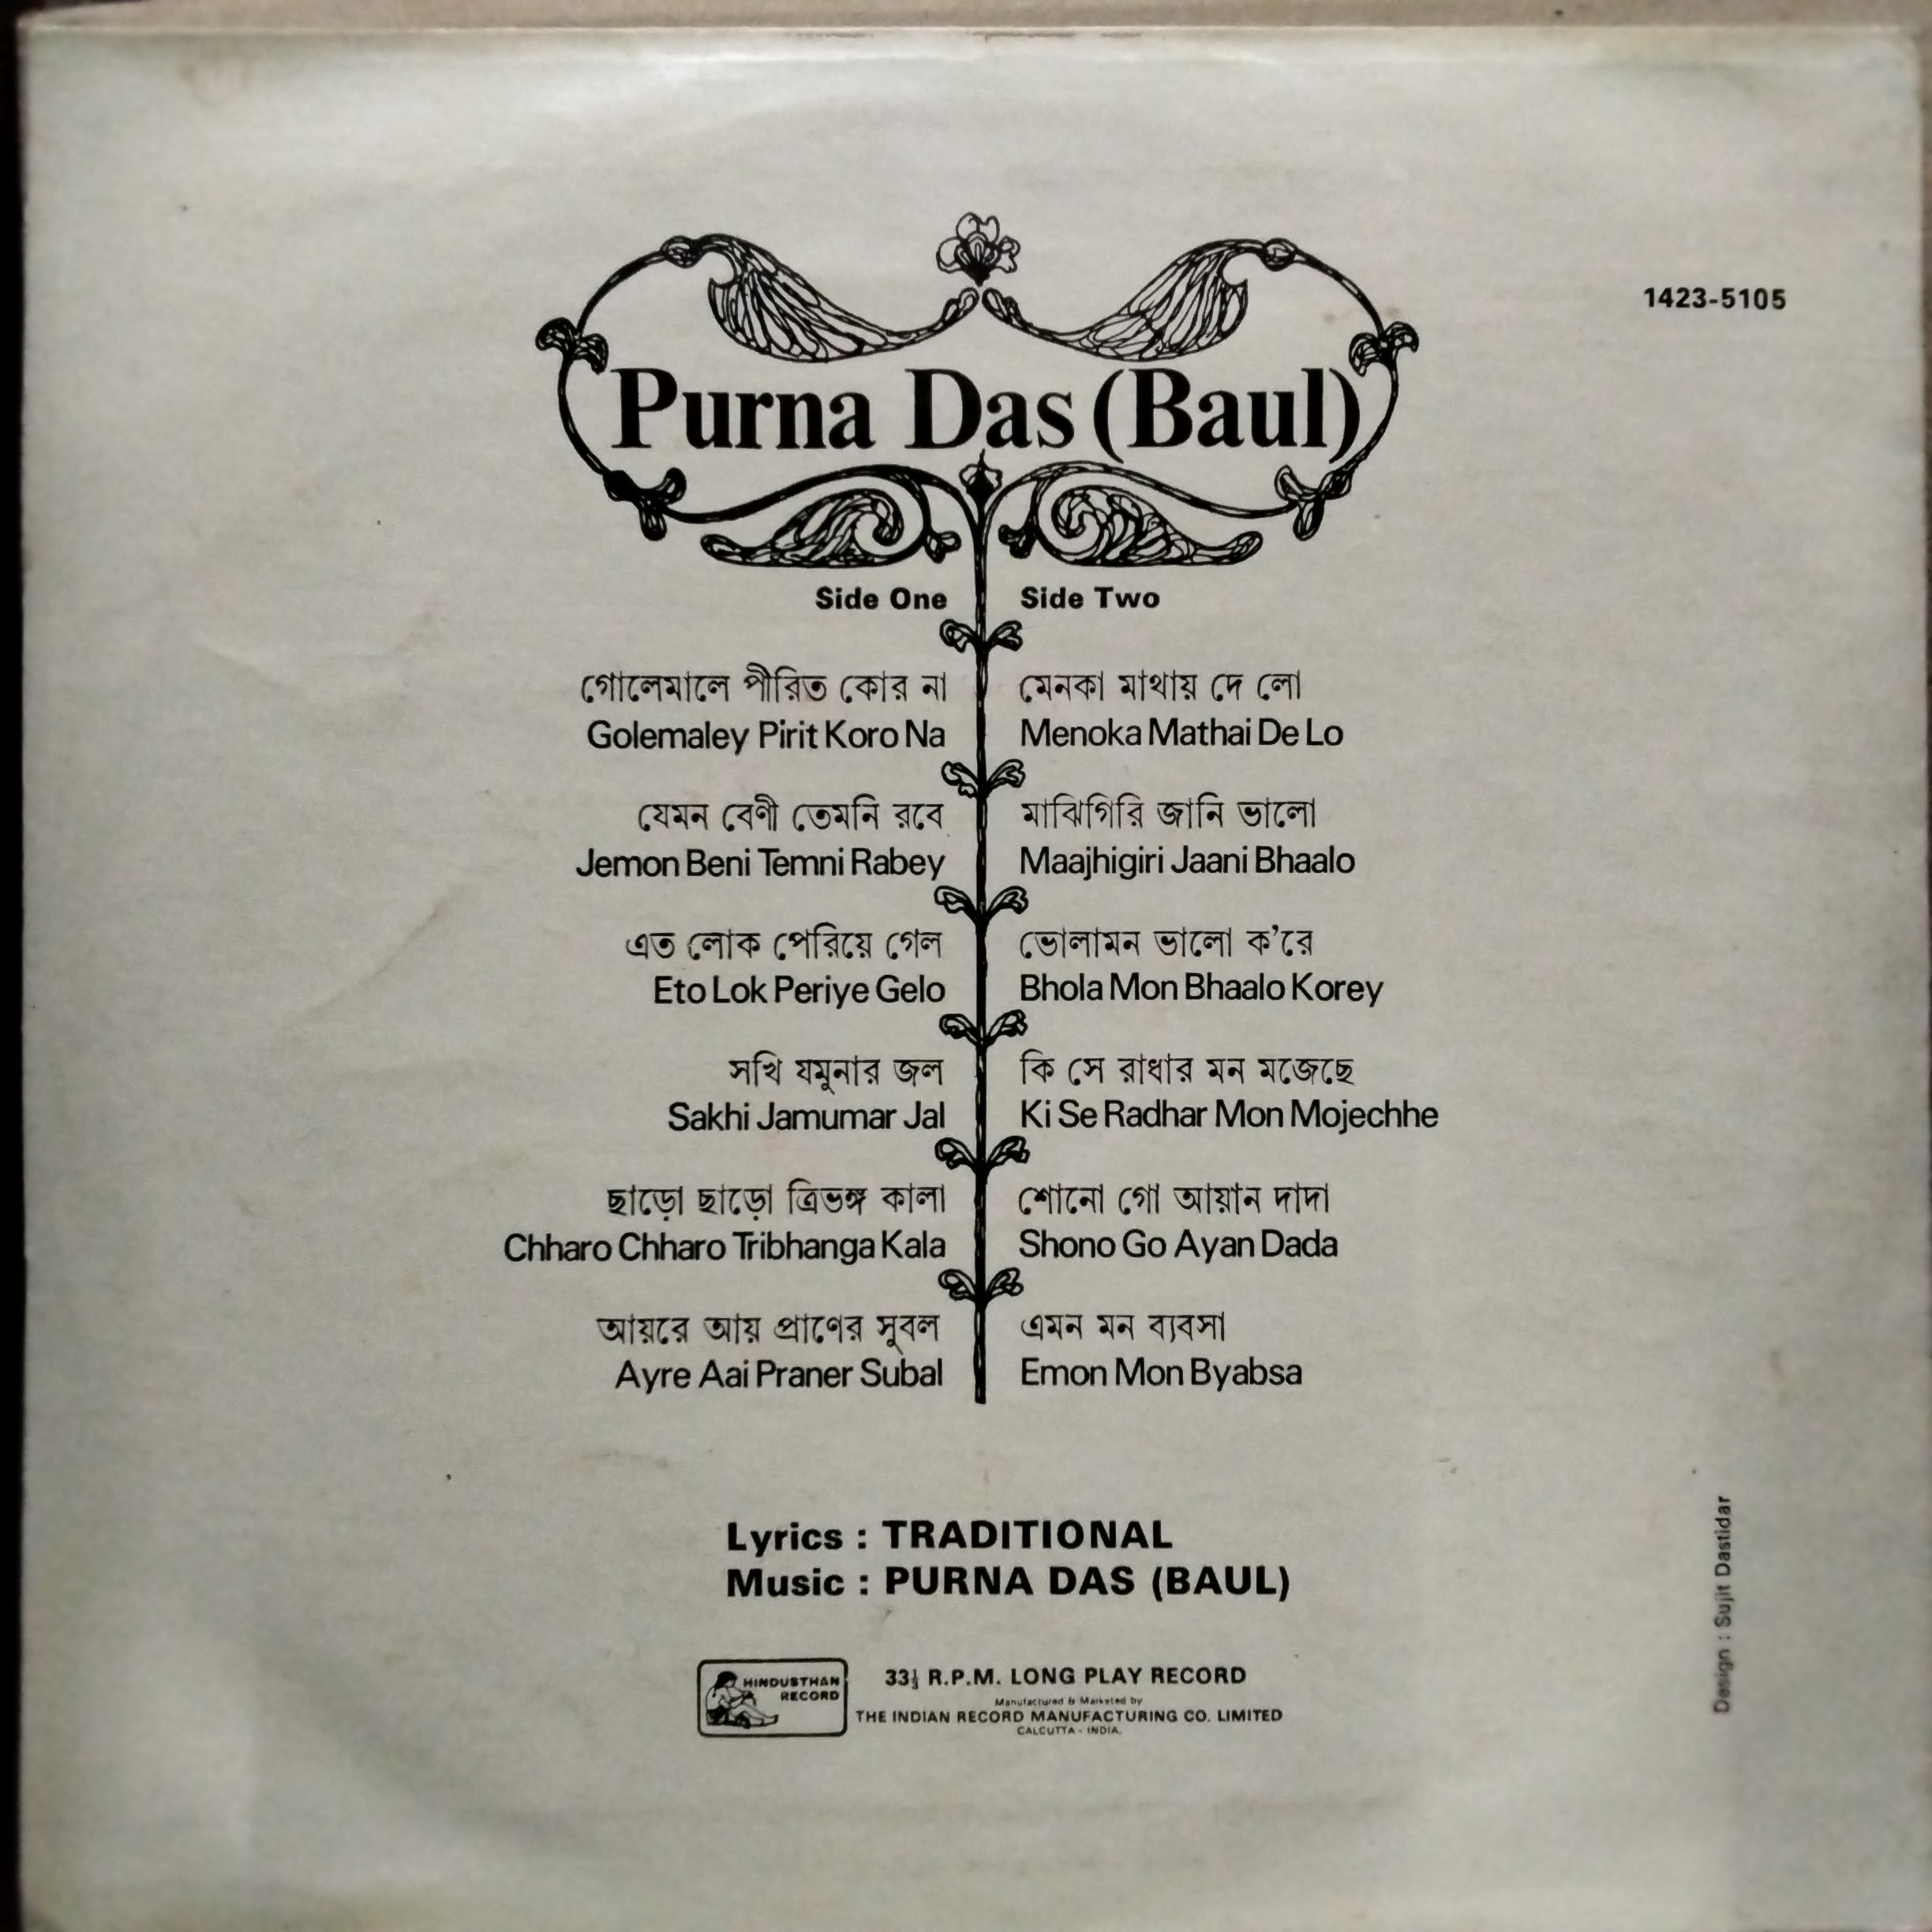 1423-5105
Purna Das (Baul)
Side One
গোলেমালে পীরিত কোর না
Golemaley Pirit Koro Na
যেমন বেণী তেমনি রবে
Jemon Beni Temni Rabey
এত লোক পেরিয়ে গেল
Eto Lok Periye Gelo
সখি যমুনার জল
Sakhi Jamumar Jal
ছাড়ো ছাড়ো ত্রিভঙ্গ কালা
Chharo Chharo Tribhanga Kala
আয়রে আয় প্রাণের সুবল
Ayre Aai Praner Subal
Side Two
মেনকা মাথায় দে লো
Menoka Mathai De Lo
মাঝিগিরি জানি ভালো
Maajhigiri Jaani Bhaalo
ভোলামন ভালো ক'রে
Bhola Mon Bhaalo Korey
কি সে রাধার মন মজেছে
Ki Se Radhar Mon Mojechhe
শোনো গো আয়ান দাদা
Shono Go Ayan Dada
এমন মন ব্যবসা
Emon Mon Byabsa
Lyrics : TRADITIONAL
Music : PURNA DAS (BAUL)
HINDUSTHAN
RECORD
33⅓ R.P.M. LONG PLAY RECORD
Manufactured & Marketed by
THE INDIAN RECORD MANUFACTURING CO. LIMITED
CALCUTTA - INDIA.
Design : Sujit Dastidar